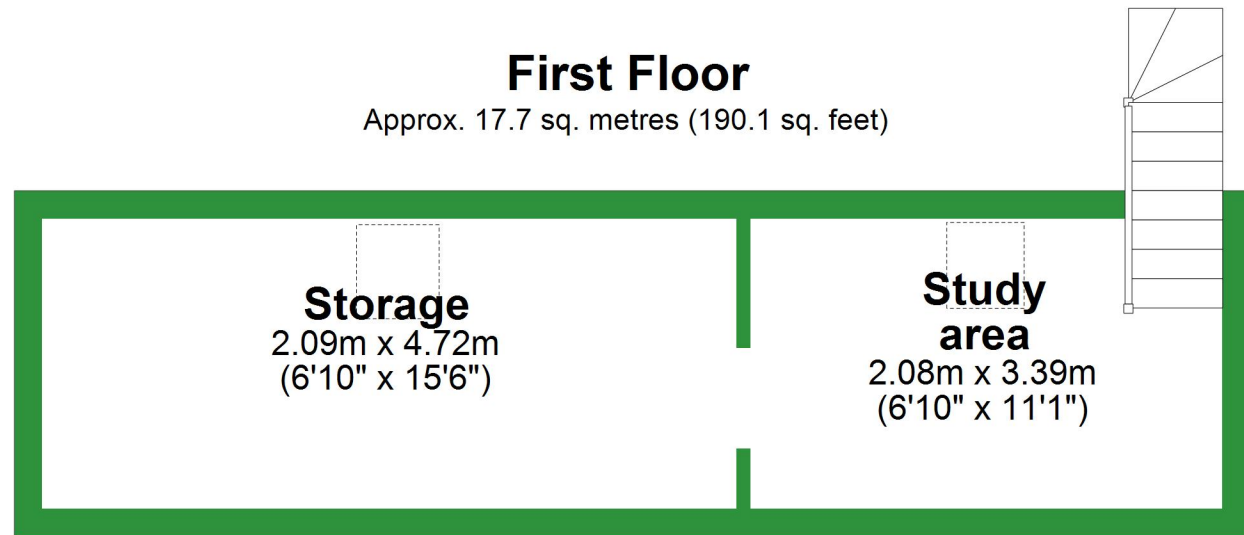 First Floor
Approx. 17.7 sq. metres (190.1 sq. feet)
Storage
2.09m x 4.72m
(6'10" x 15'6")
Study
area
2.08m x 3.39m
(6'10" x 11'1")